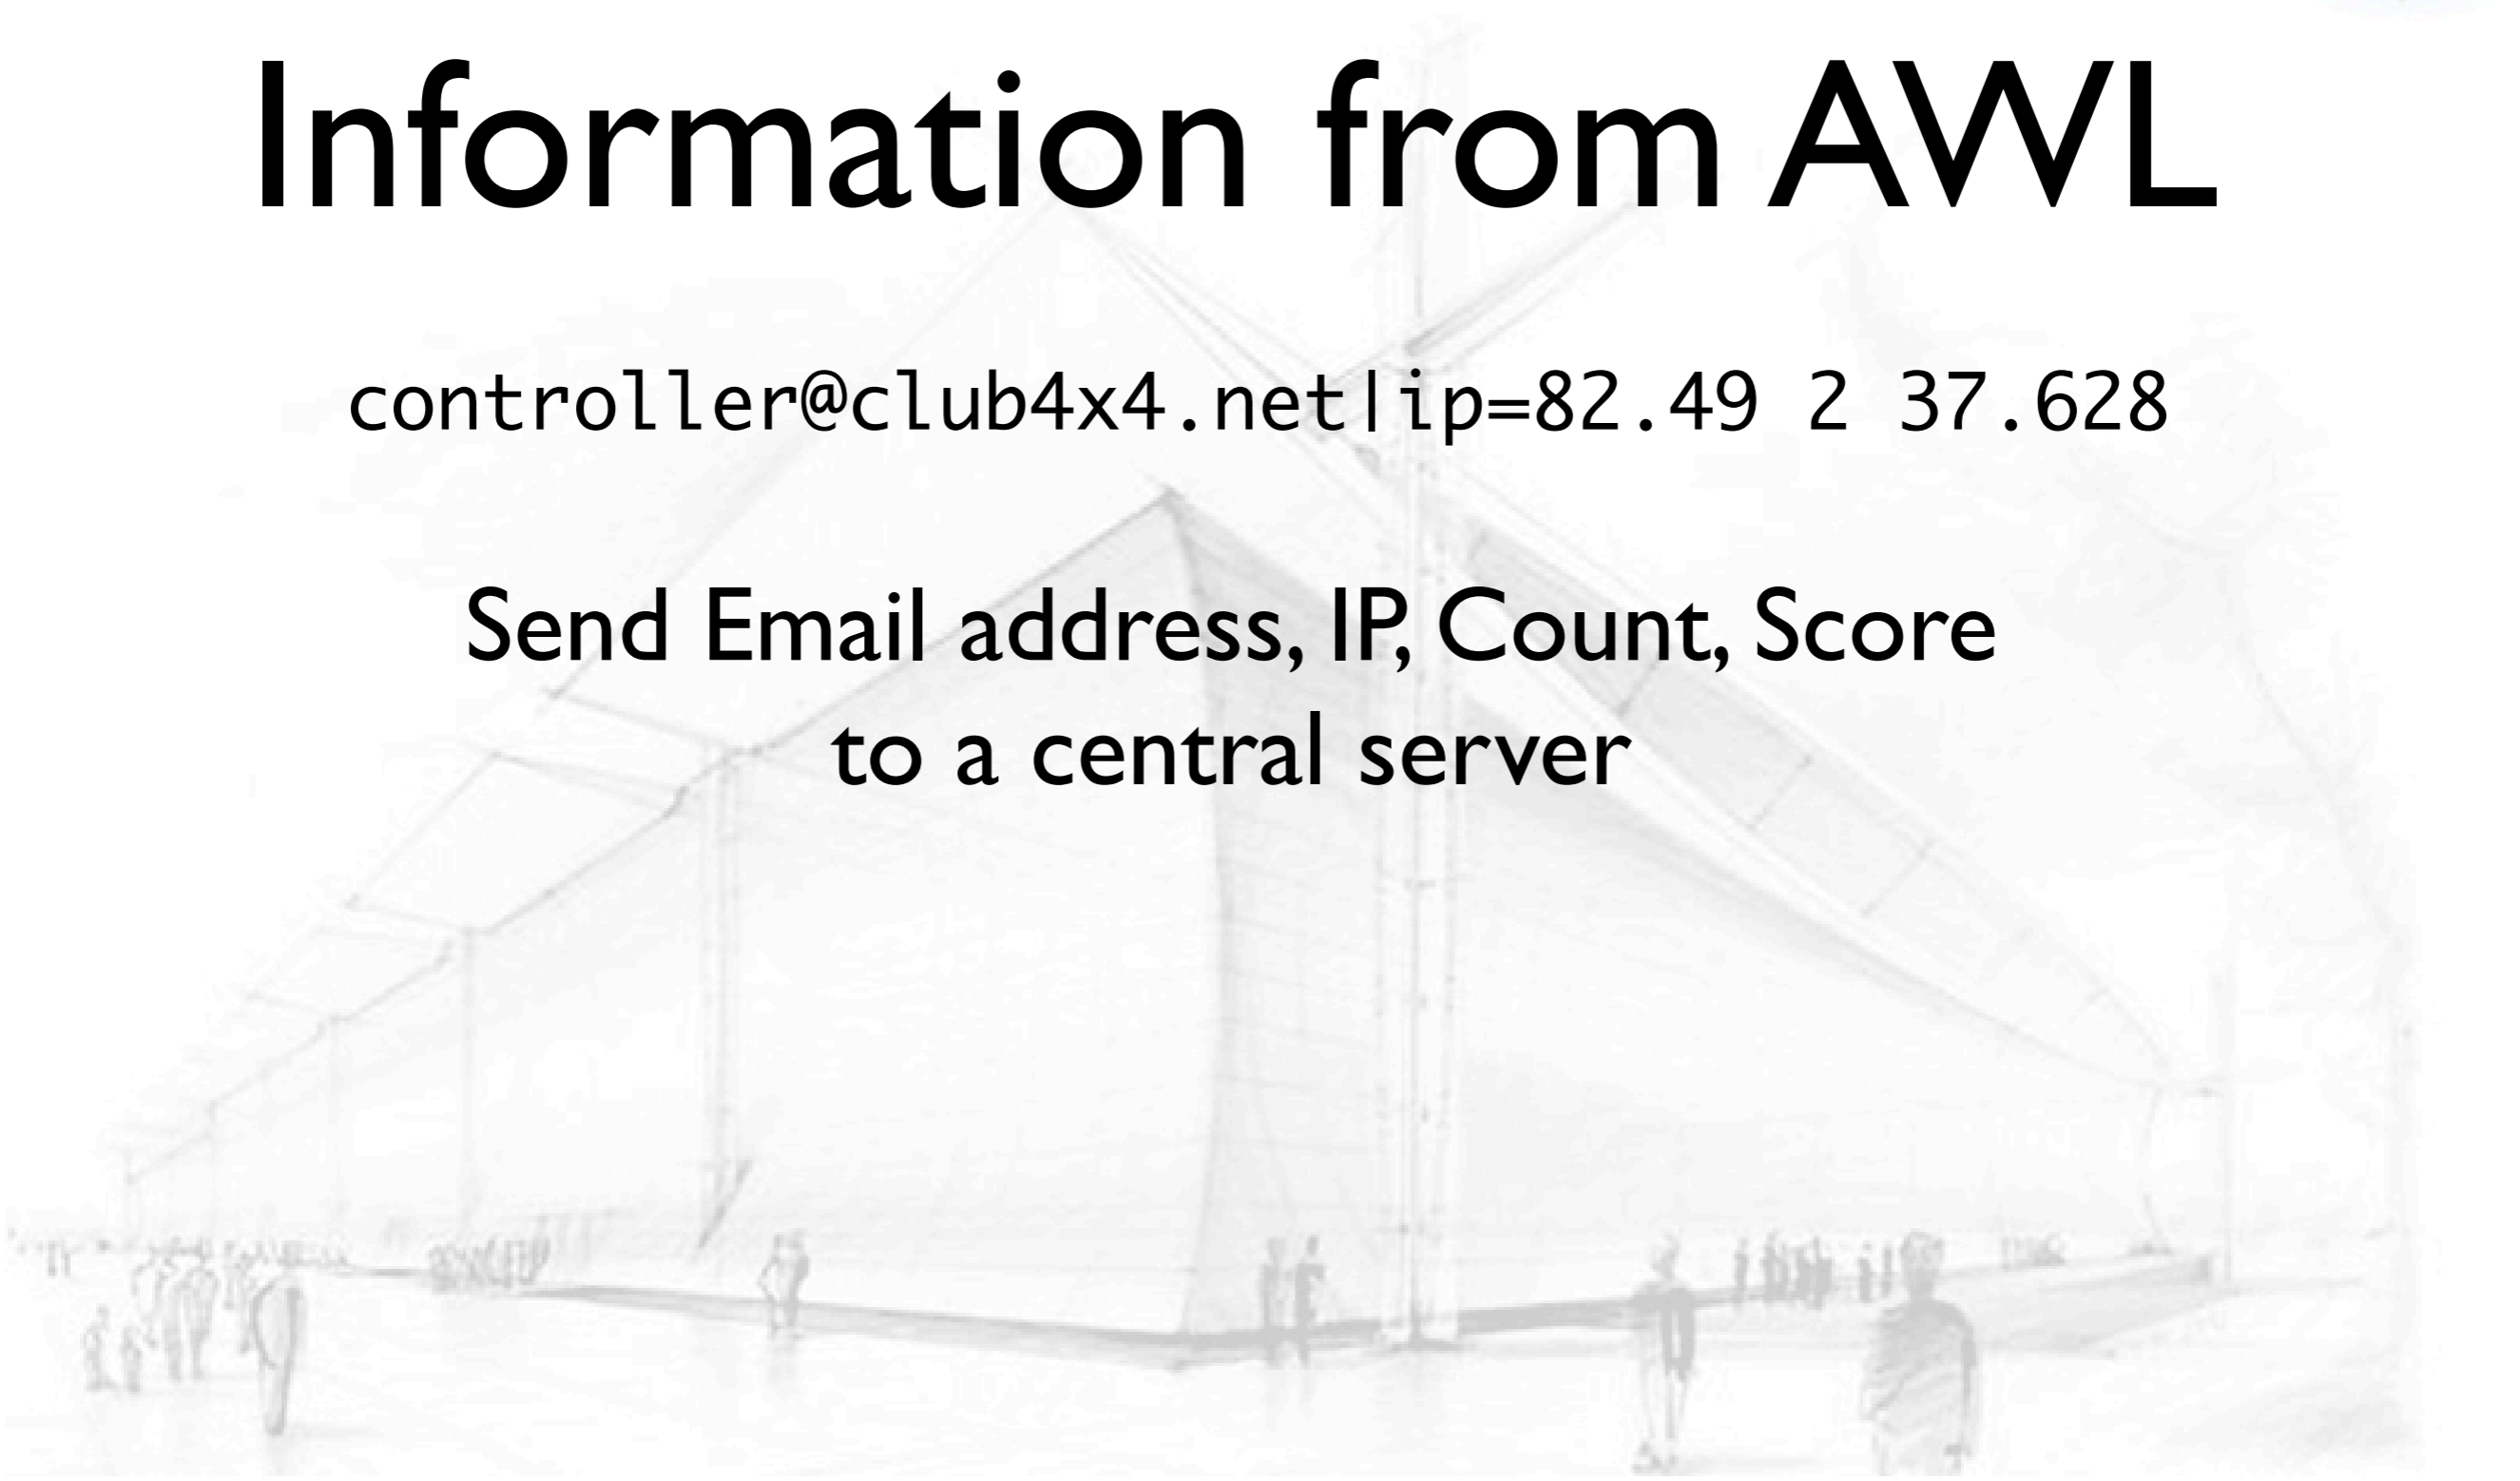 Information from AWL
controller@club4x4.net|ip=82.49 2 37.628
Send Email address, IP, Count, Score
to a central server